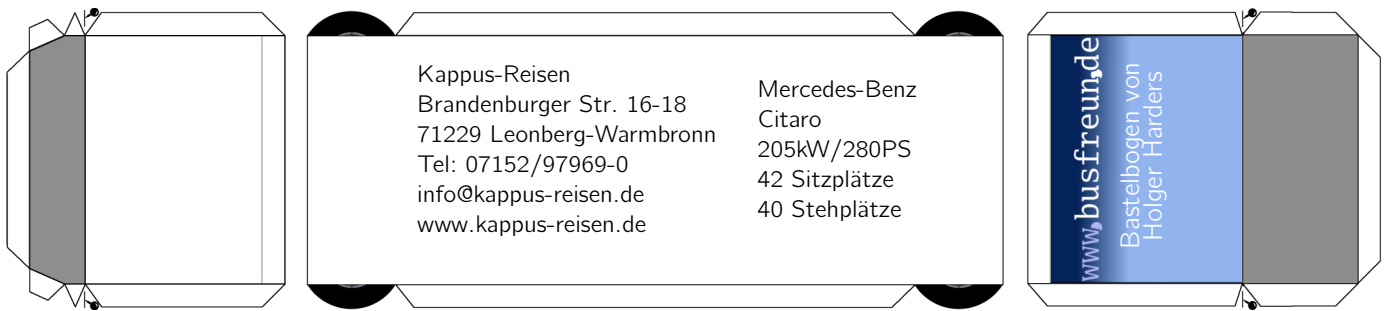 Kappus-Reisen
Brandenburger Str. 16-18
71229 Leonberg-Warmbronn
Tel: 07152/97969-0
info@kappus-reisen.de
www.kappus-reisen.de
Mercedes-Benz
Citaro
205kW/280PS
42 Sitzplätze
40 Stehplätze
www.busfreun.de
Bastelbogen von
Holger Harders